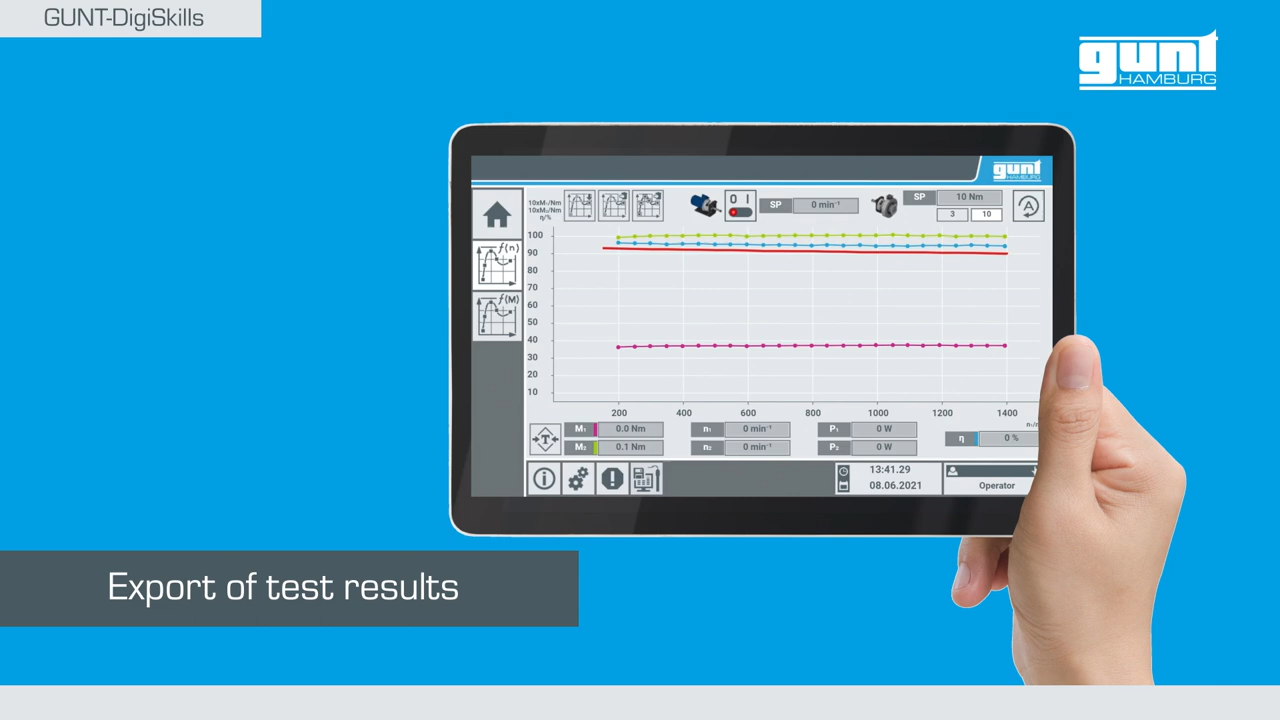 GUNT-DigiSkills
gunt
HAMBURG
gunt
HAMBURG
10xM₁/Nm
10xM₂/Nm
η/%
O I
SP
0 min⁻¹
SP
10 Nm
3
10
A
f(n)
f(M)
100
90
80
70
60
50
40
30
20
10
200
400
600
800
1000
1200
1400
T
M₁
0.0 Nm
n₁
0 min⁻¹
P₁
0 W
M₂
0.1 Nm
n₂
0 min⁻¹
P₂
0 W
η
0 %
13:41.29
08.06.2021
Operator
Export of test results